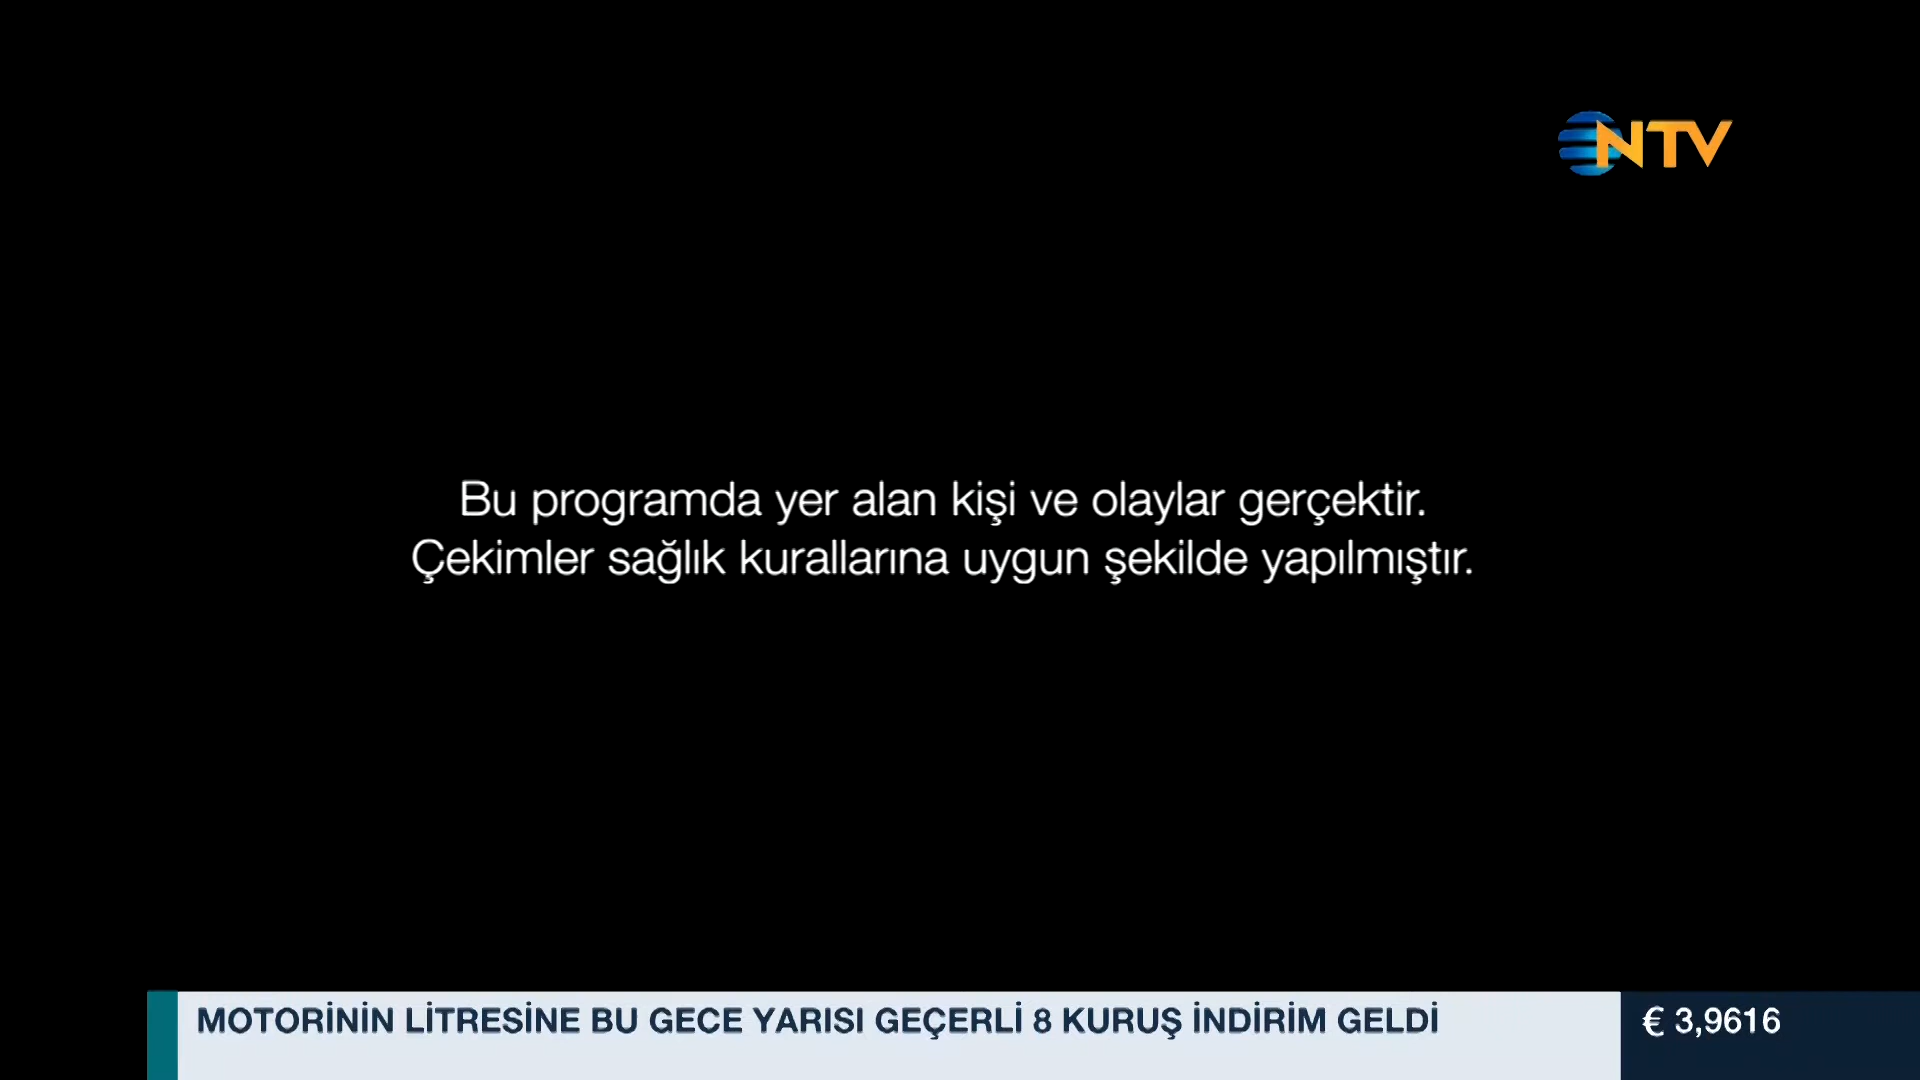 NTV
Bu programda yer alan kişi ve olaylar gerçektir.
Çekimler sağlık kurallarına uygun şekilde yapılmıştır.
MOTORİNİN LİTRESİNE BU GECE YARISI GEÇERLİ 8 KURUŞ İNDİRİM GELDİ
€ 3,9616